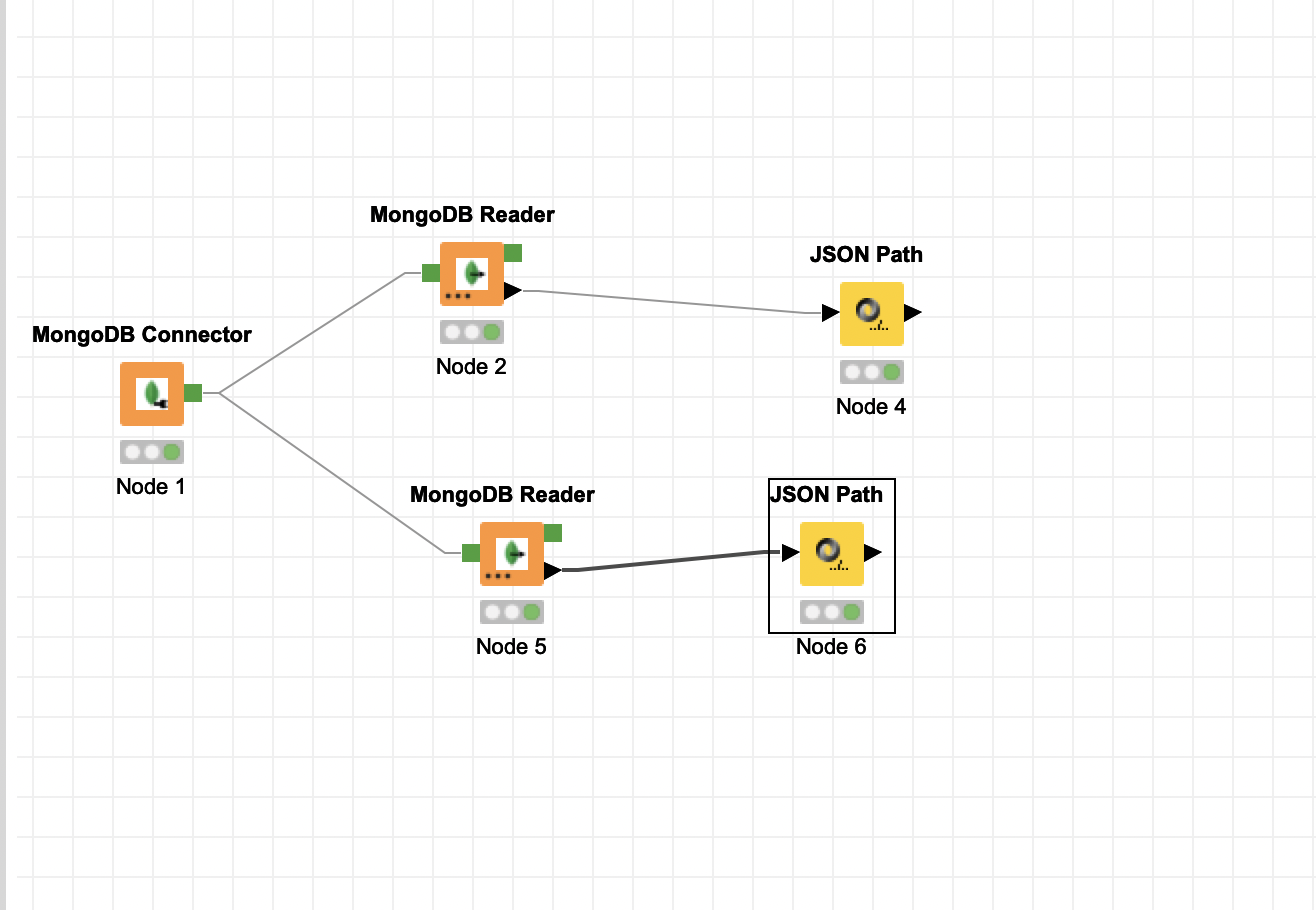 MongoDB Reader
JSON Path
Node 2
MongoDB Connector
Node 4
Node 1
MongoDB Reader
JSON Path
Node 5
Node 6